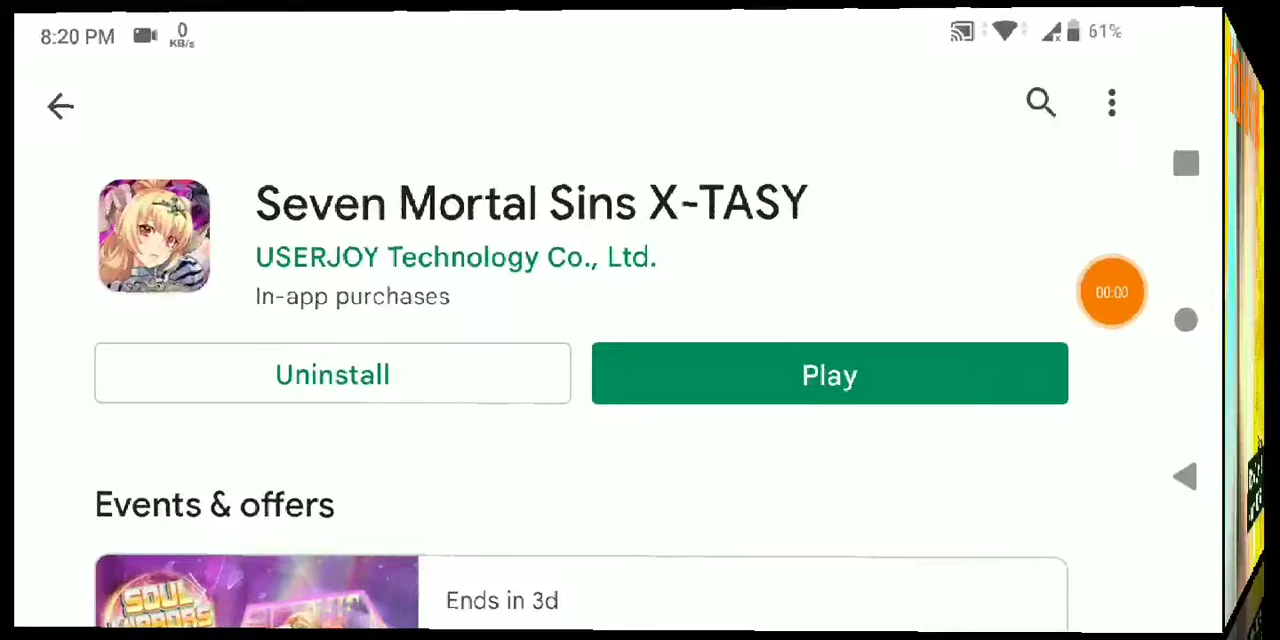 8:20 PM 0 KB/s 61%
Seven Mortal Sins X-TASY
USERJOY Technology Co., Ltd.
In-app purchases
00:00
Uninstall Play
Events & offers
Ends in 3d
SOUL
MIRRORS